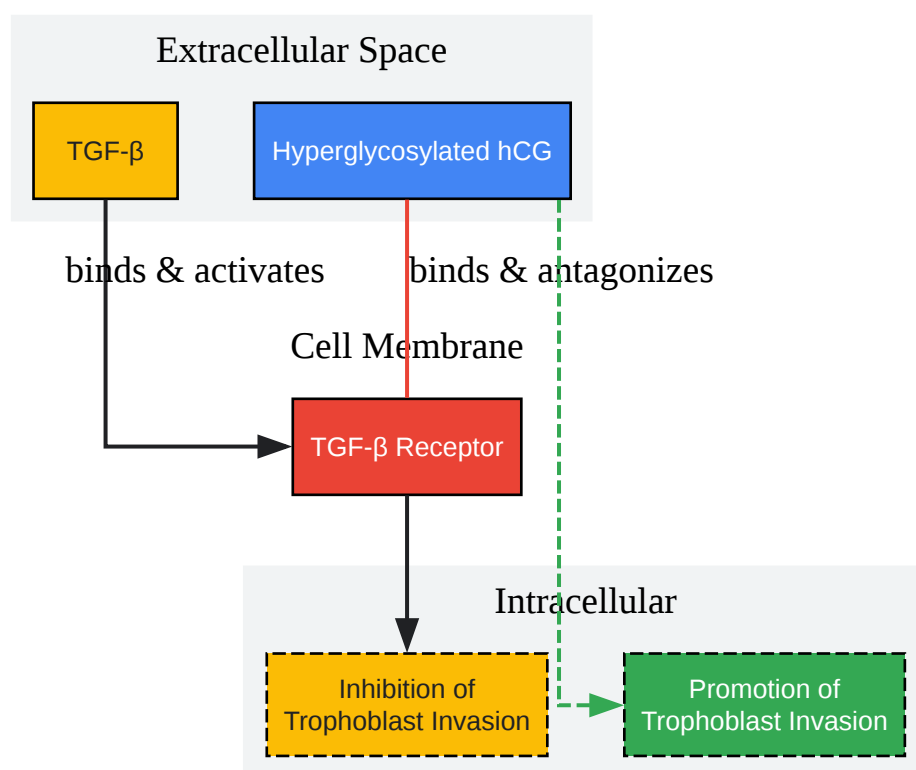 Extracellular Space
TGF-β
Hyperglycosylated hCG
binds & activates
binds & antagonizes
Cell Membrane
TGF-β Receptor
Intracellular
Inhibition of
Trophoblast Invasion
Promotion of
Trophoblast Invasion